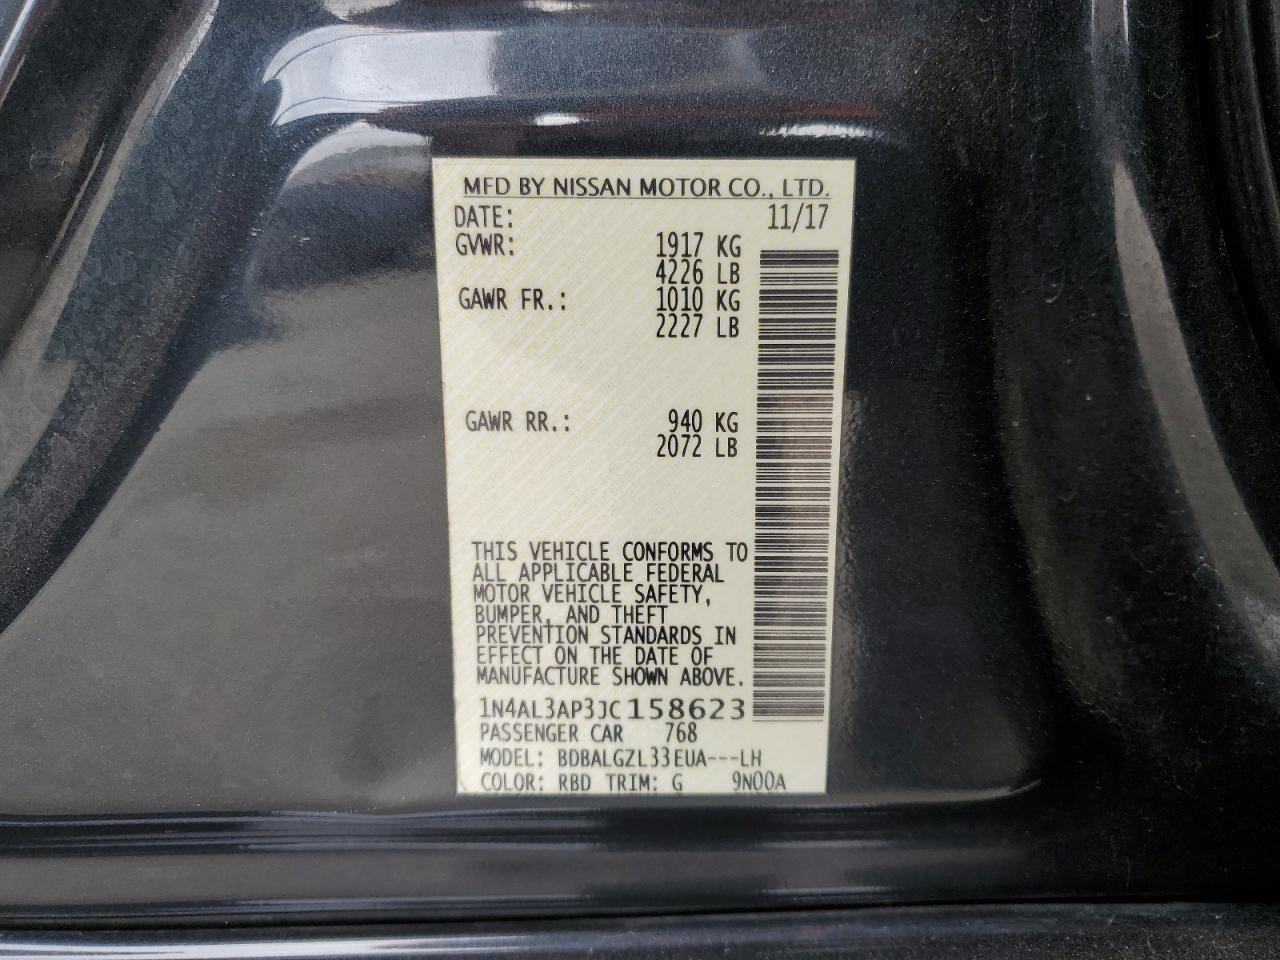 MFD BY NISSAN MOTOR CO., LTD.
DATE: 11/17
GVWR: 1917 KG
4226 LB
GAWR FR.: 1010 KG
2227 LB
GAWR RR.: 940 KG
2072 LB
THIS VEHICLE CONFORMS TO
ALL APPLICABLE FEDERAL
MOTOR VEHICLE SAFETY,
BUMPER, AND THEFT
PREVENTION STANDARDS IN
EFFECT ON THE DATE OF
MANUFACTURE SHOWN ABOVE.
1N4AL3AP3JC158623
PASSENGER CAR 768
MODEL: BDBALGZL33EUA---LH
COLOR: RBD TRIM: G 9N00A